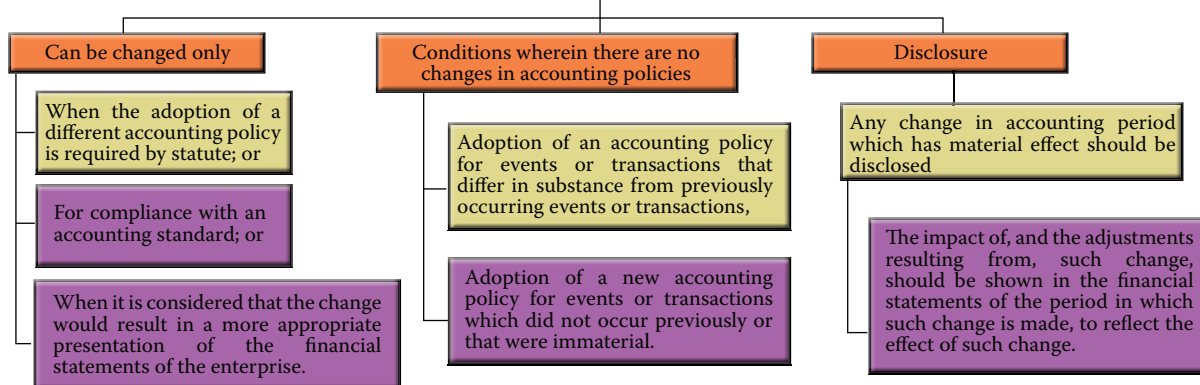 Can be changed only
When the adoption of a
different accounting policy
is required by statute; or
For compliance with an
accounting standard; or
When it is considered that the change
would result in a more appropriate
presentation of the financial
statements of the enterprise.
Conditions wherein there are no
changes in accounting policies
Adoption of an accounting policy
for events or transactions that
differ in substance from previously
occurring events or transactions,
Adoption of a new accounting
policy for events or transactions
which did not occur previously or
that were immaterial.
Disclosure
Any change in accounting period
which has material effect should be
disclosed
The impact of, and the adjustments
resulting from, such change,
should be shown in the financial
statements of the period in which
such change is made, to reflect the
effect of such change.